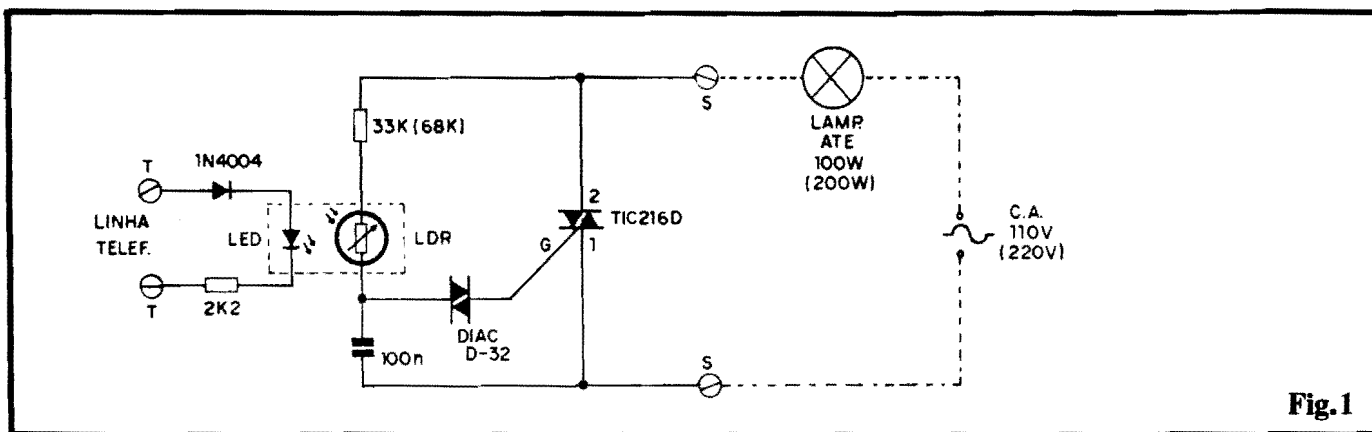 33K (68K)
1N4004
T
LINHA
TELEF.
T
2K2
LED
LDR
100n
DIAC
D-32
G
2
1
TIC216D
S
S
LAMP.
ATE
100W
(200W)
C.A.
110V
(220V)
Fig.1